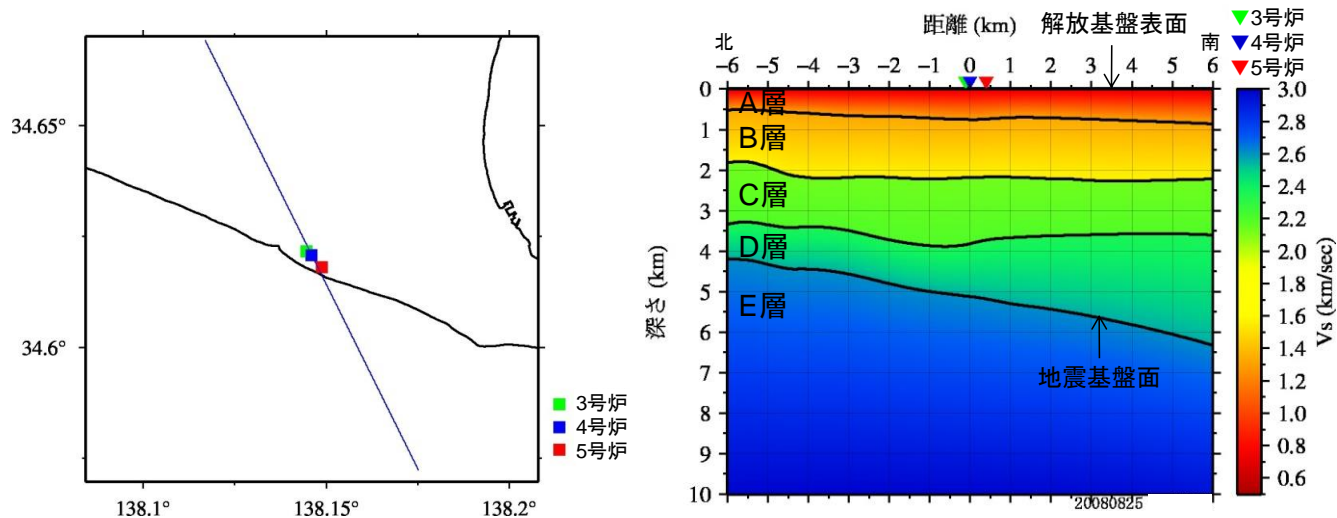 34.65°
34.6°
138.1°
138.15°
138.2°
3号炉
4号炉
5号炉
距離 (km)
解放基盤表面
3号炉
4号炉
5号炉
北
南
−6 −5 −4 −3 −2 −1 0 1 2 3 4 5 6
0
1
2
3
4
5
6
7
8
9
10
深さ (km)
A層
B層
C層
D層
E層
地震基盤面
20080825
3.0
2.8
2.6
2.4
2.2
2.0
1.8
1.6
1.4
1.2
1.0
0.8
0.6
Vs (km/sec)